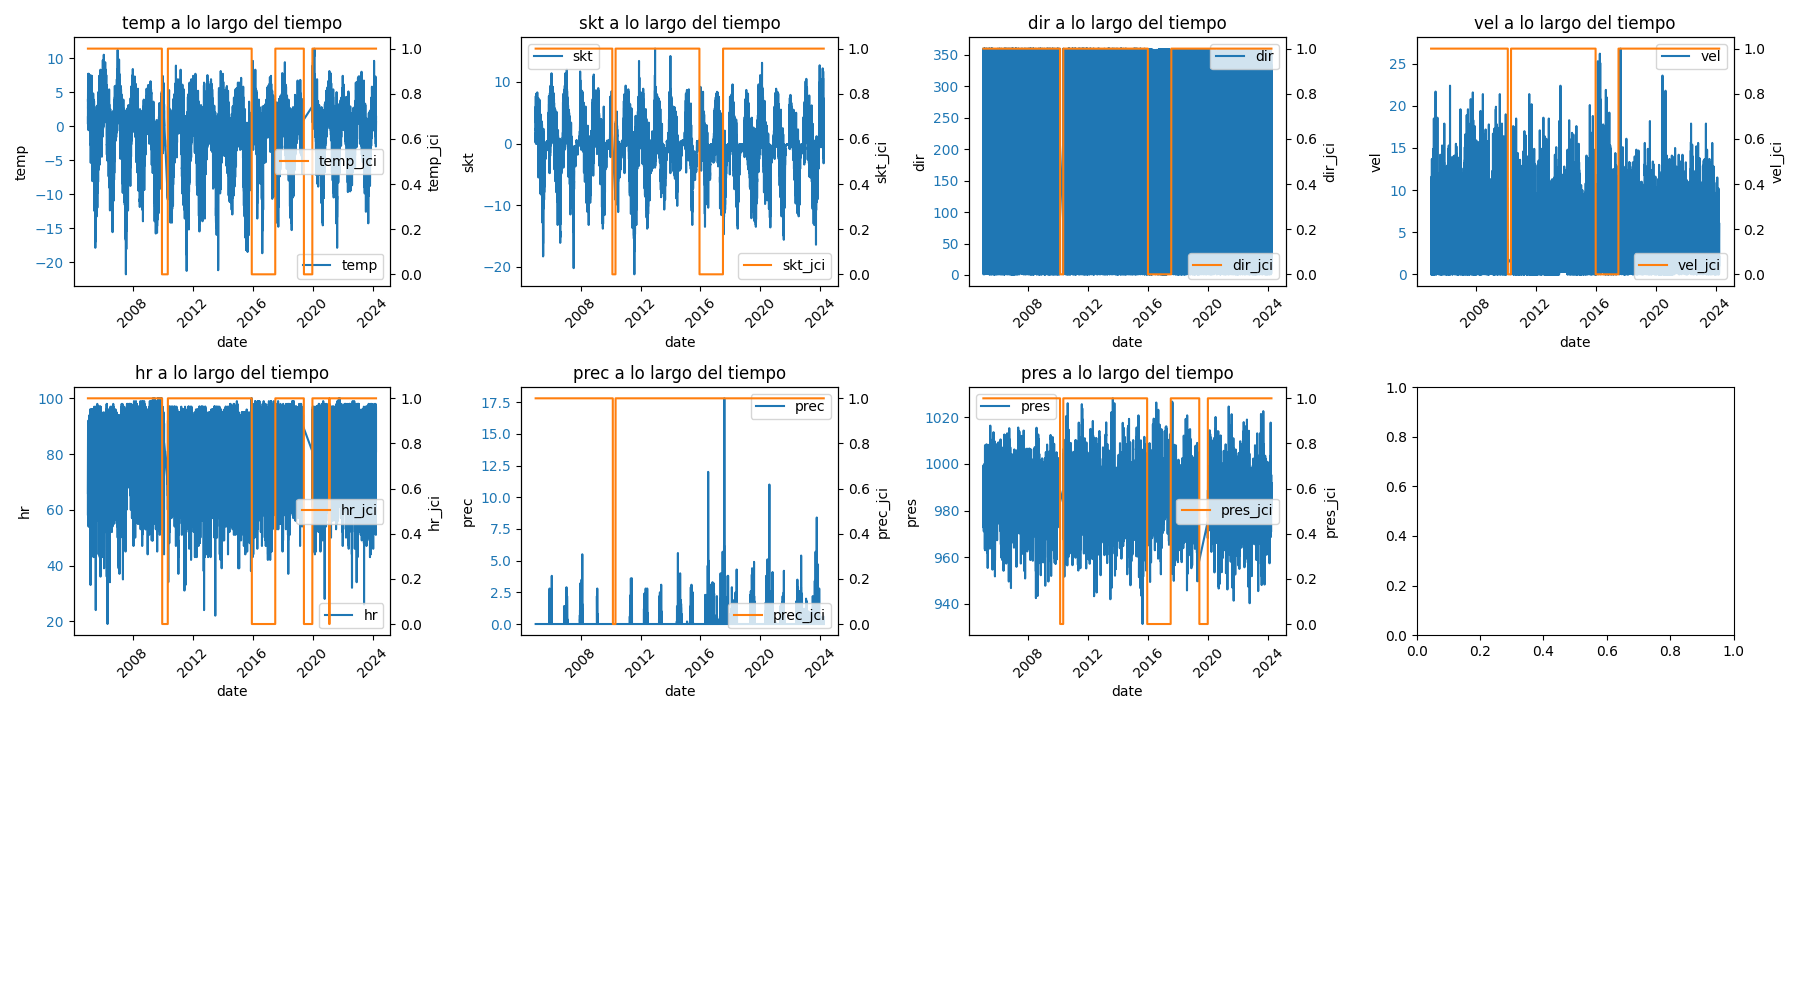 temp a lo largo del tiempo
10
5
0
−5
−10
−15
−20
temp
1.0
0.8
0.6
0.4
0.2
0.0
temp_jci
temp_jci
temp
2008
2012
2016
2020
2024
date
skt a lo largo del tiempo
10
0
−10
−20
skt
1.0
0.8
0.6
0.4
0.2
0.0
skt_jci
skt
skt_jci
2008
2012
2016
2020
2024
date
dir a lo largo del tiempo
350
300
250
200
150
100
50
0
dir
1.0
0.8
0.6
0.4
0.2
0.0
dir_jci
dir
dir_jci
2008
2012
2016
2020
2024
date
vel a lo largo del tiempo
25
20
15
10
5
0
vel
1.0
0.8
0.6
0.4
0.2
0.0
vel_jci
vel
vel_jci
2008
2012
2016
2020
2024
date
hr a lo largo del tiempo
100
80
60
40
20
hr
1.0
0.8
0.6
0.4
0.2
0.0
hr_jci
hr_jci
hr
2008
2012
2016
2020
2024
date
prec a lo largo del tiempo
17.5
15.0
12.5
10.0
7.5
5.0
2.5
0.0
prec
1.0
0.8
0.6
0.4
0.2
0.0
prec_jci
prec
prec_jci
2008
2012
2016
2020
2024
date
pres a lo largo del tiempo
1020
1000
980
960
940
pres
1.0
0.8
0.6
0.4
0.2
0.0
pres_jci
pres
pres_jci
2008
2012
2016
2020
2024
date
1.0
0.8
0.6
0.4
0.2
0.0
0.0 0.2 0.4 0.6 0.8 1.0